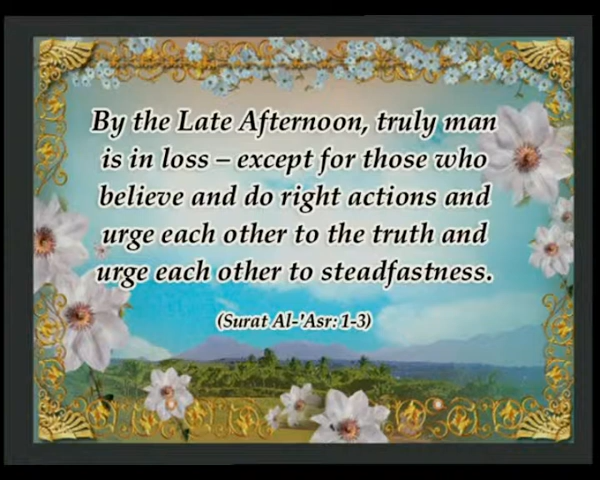 By the Late Afternoon, truly man
is in loss – except for those who
believe and do right actions and
urge each other to the truth and
urge each other to steadfastness.
(Surat Al-'Asr: 1-3)